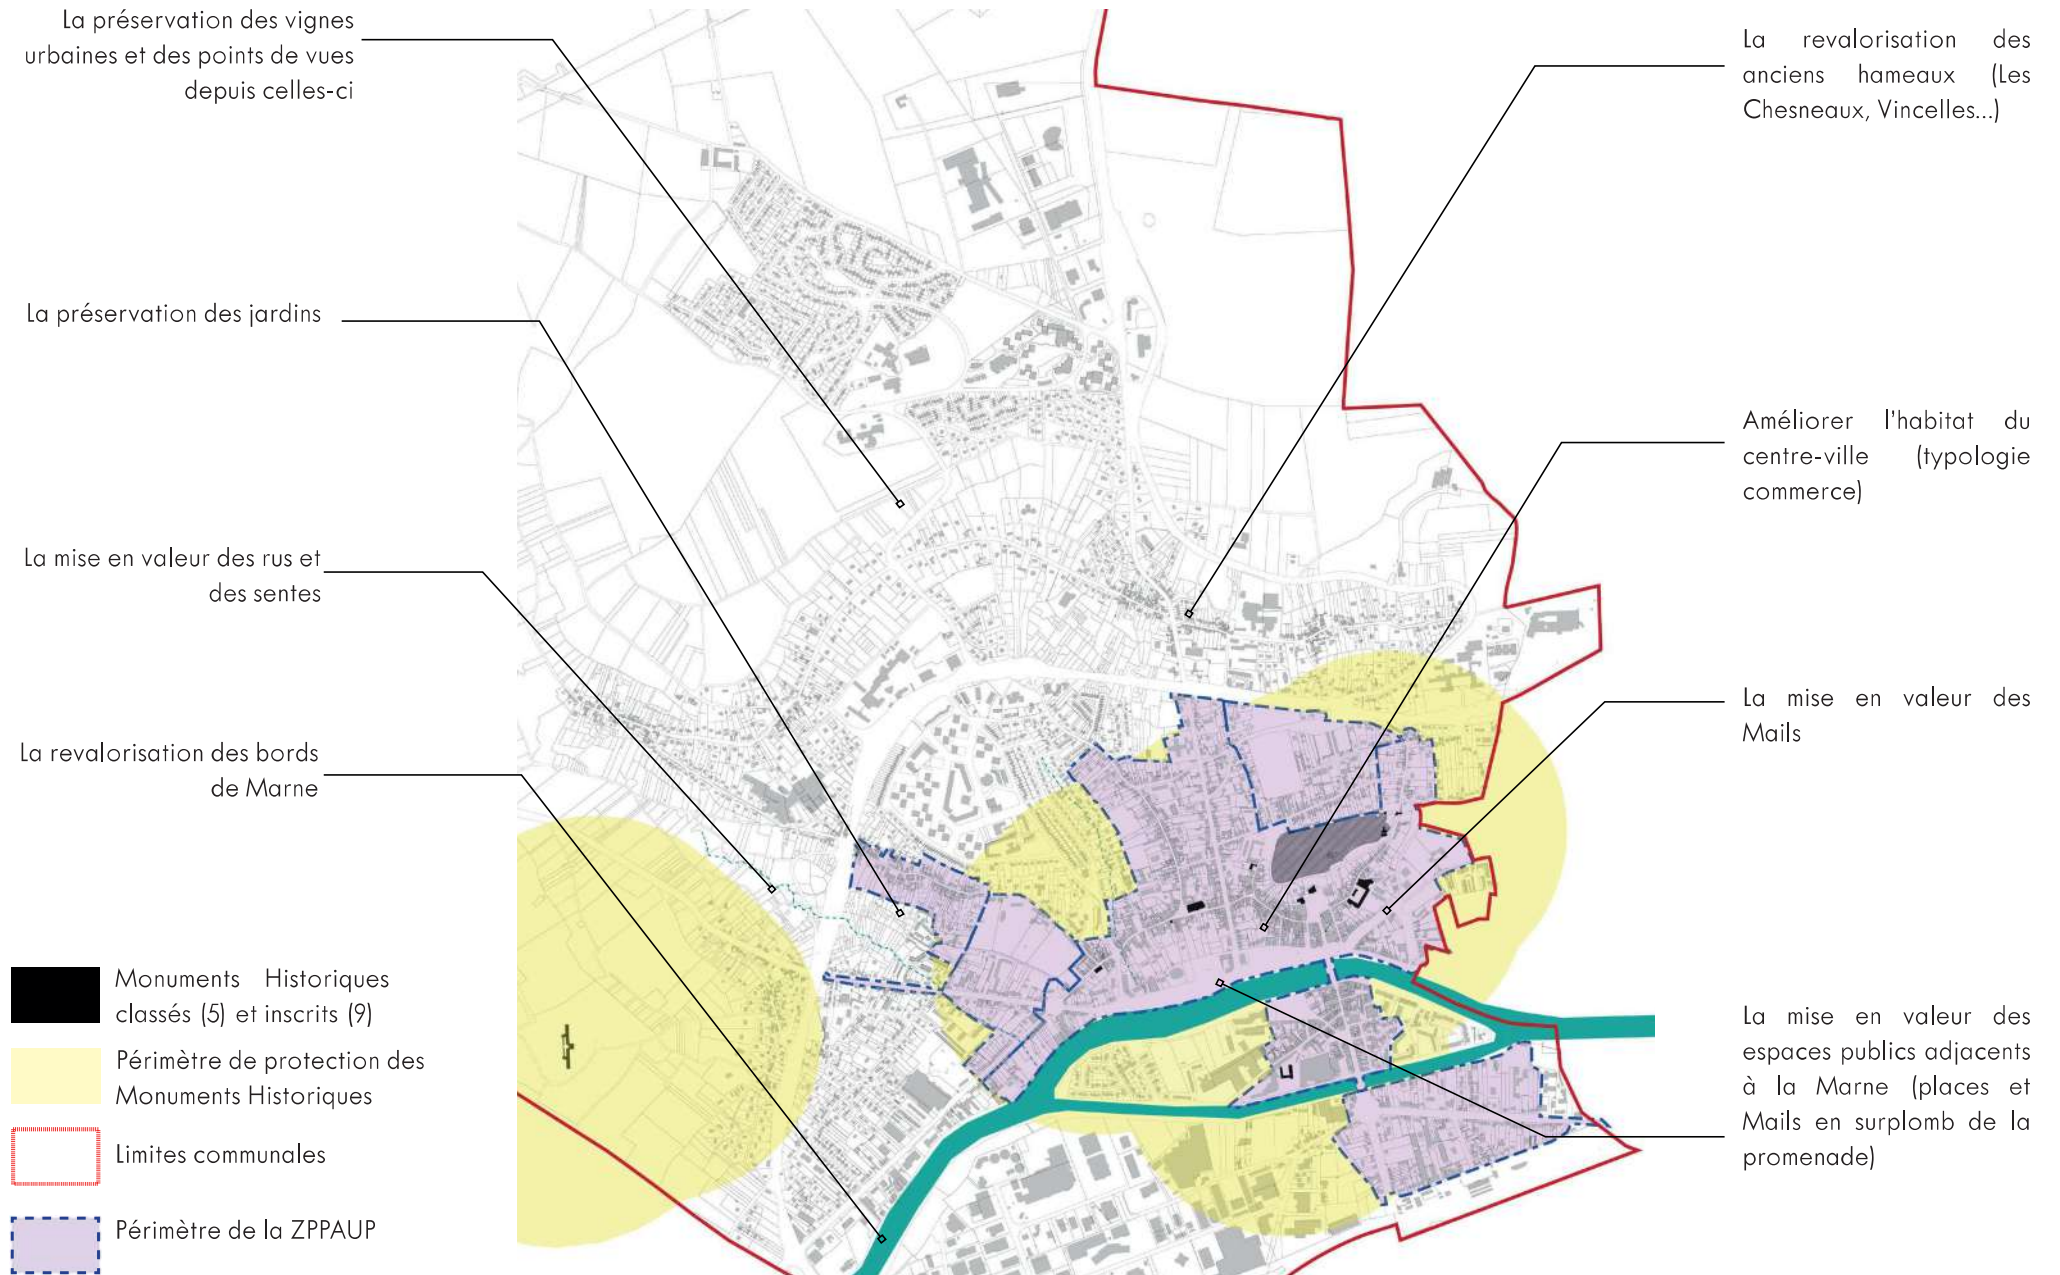 La préservation des vignes
urbaines et des points de vues
depuis celles-ci
La préservation des jardins
La mise en valeur des rus et
des sentes
La revalorisation des bords
de Marne
La revalorisation des
anciens hameaux (Les
Chesneaux, Vincelles...)
Améliorer l'habitat du
centre-ville (typologie
commerce)
La mise en valeur des
Mails
La mise en valeur des
espaces publics adjacents
à la Marne (places et
Mails en surplomb de la
promenade)
Monuments Historiques
classés (5) et inscrits (9)
Périmètre de protection des
Monuments Historiques
Limites communales
Périmètre de la ZPPAUP